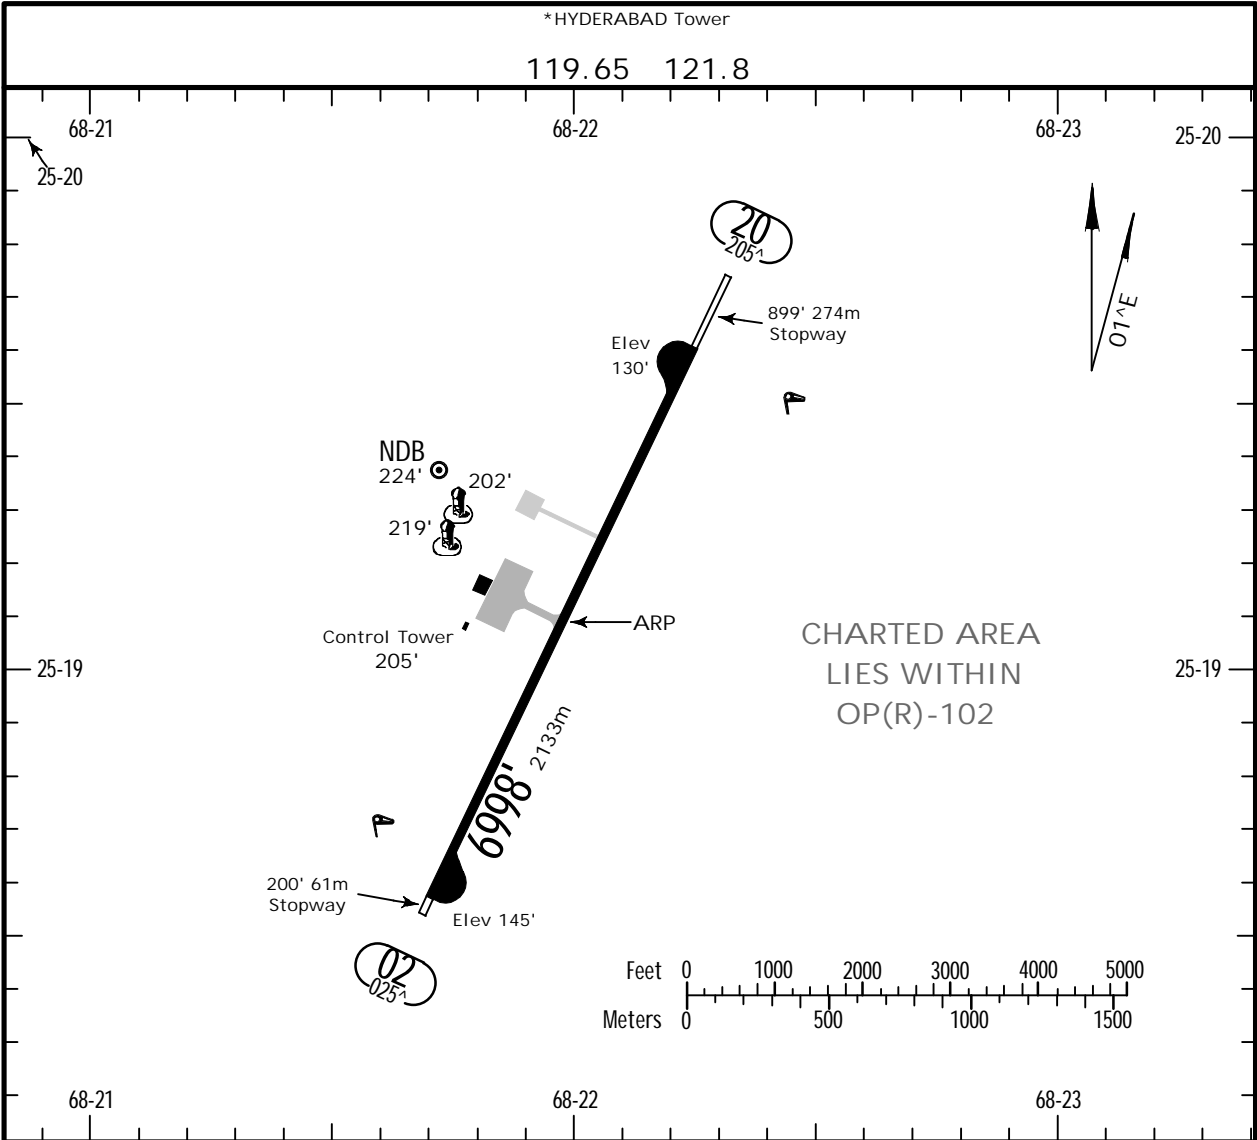 *HYDERABAD Tower
119.65 121.8
68-21
68-22
68-23
25-20
25-20
20
205^
01^E
899' 274m
Stopway
Elev
130'
NDB
224'
202'
219'
ARP
Control Tower
205'
CHARTED AREA
LIES WITHIN
OP(R)-102
25-19
25-19
6998' 2133m
200' 61m
Stopway
Elev 145'
02
025^
Feet 0 1000 2000 3000 4000 5000
Meters 0 500 1000 1500
68-21
68-22
68-23